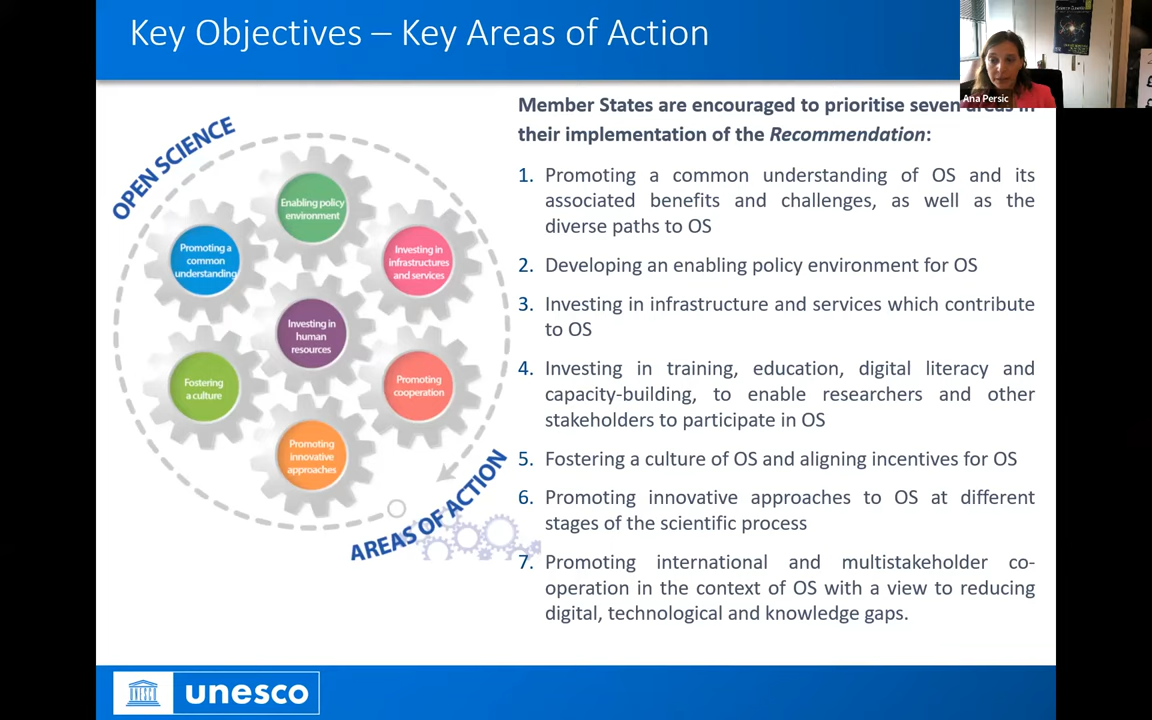 Key Objectives – Key Areas of Action
Ana Persic
Member States are encouraged to prioritise seven areas in
their implementation of the Recommendation:
1. Promoting a common understanding of OS and its
associated benefits and challenges, as well as the
diverse paths to OS
2. Developing an enabling policy environment for OS
3. Investing in infrastructure and services which contribute
to OS
4. Investing in training, education, digital literacy and
capacity-building, to enable researchers and other
stakeholders to participate in OS
5. Fostering a culture of OS and aligning incentives for OS
6. Promoting innovative approaches to OS at different
stages of the scientific process
7. Promoting international and multistakeholder co-
operation in the context of OS with a view to reducing
digital, technological and knowledge gaps.
OPEN SCIENCE
Enabling policy
environment
Promoting a
common
understanding
Investing in
infrastructures
and services
Investing in
human
resources
Fostering
a culture
Promoting
cooperation
Promoting
innovative
approaches
AREAS OF ACTION
unesco